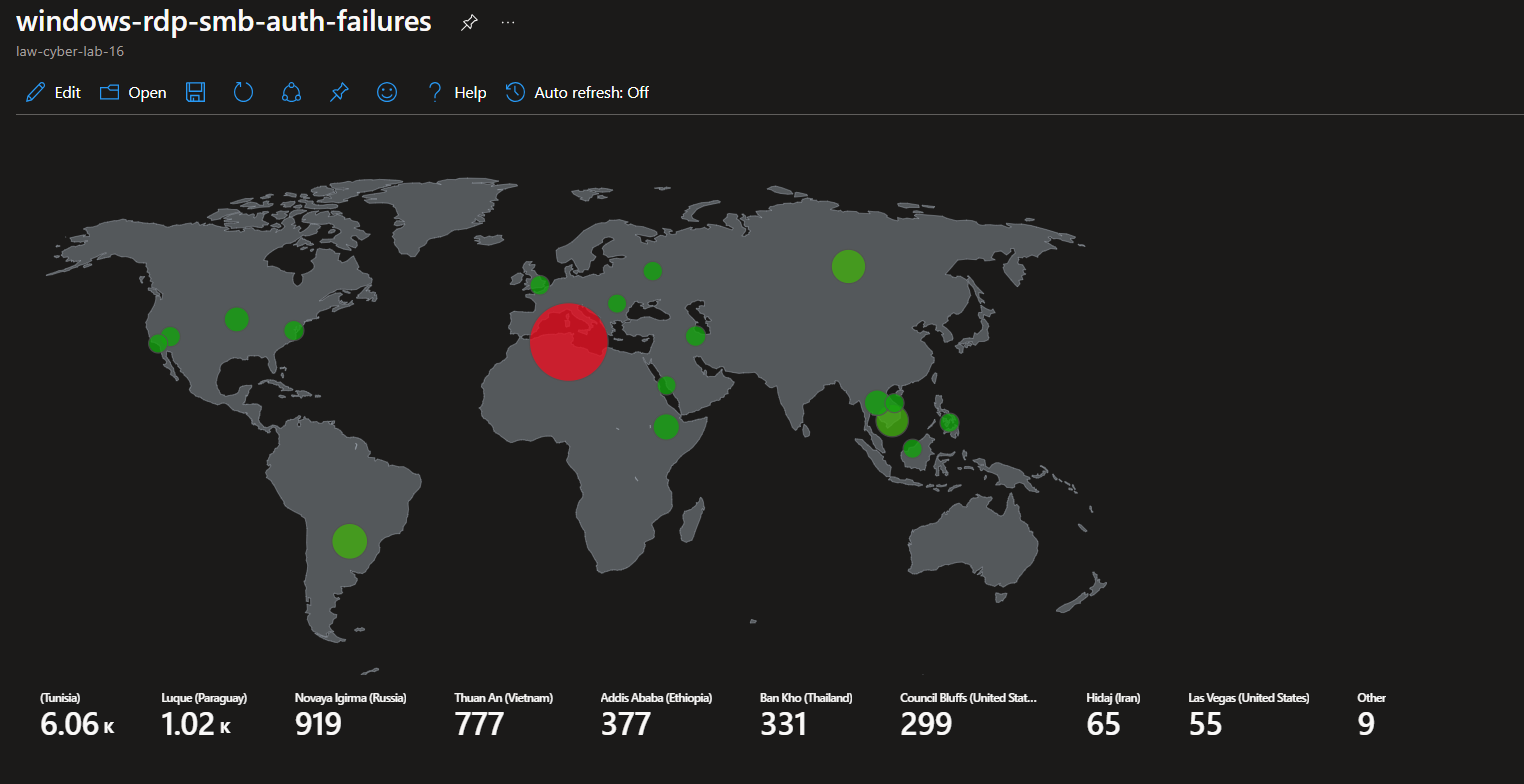 windows-rdp-smb-auth-failures
law-cyber-lab-16
Edit Open Help Auto refresh: Off
(Tunisia) Luque (Paraguay) Novaya Igirma (Russia) Thuan An (Vietnam) Addis Ababa (Ethiopia) Ban Kho (Thailand) Council Bluffs (United Stat... Hidaj (Iran) Las Vegas (United States) Other
6.06 K 1.02 K 919 777 377 331 299 65 55 9